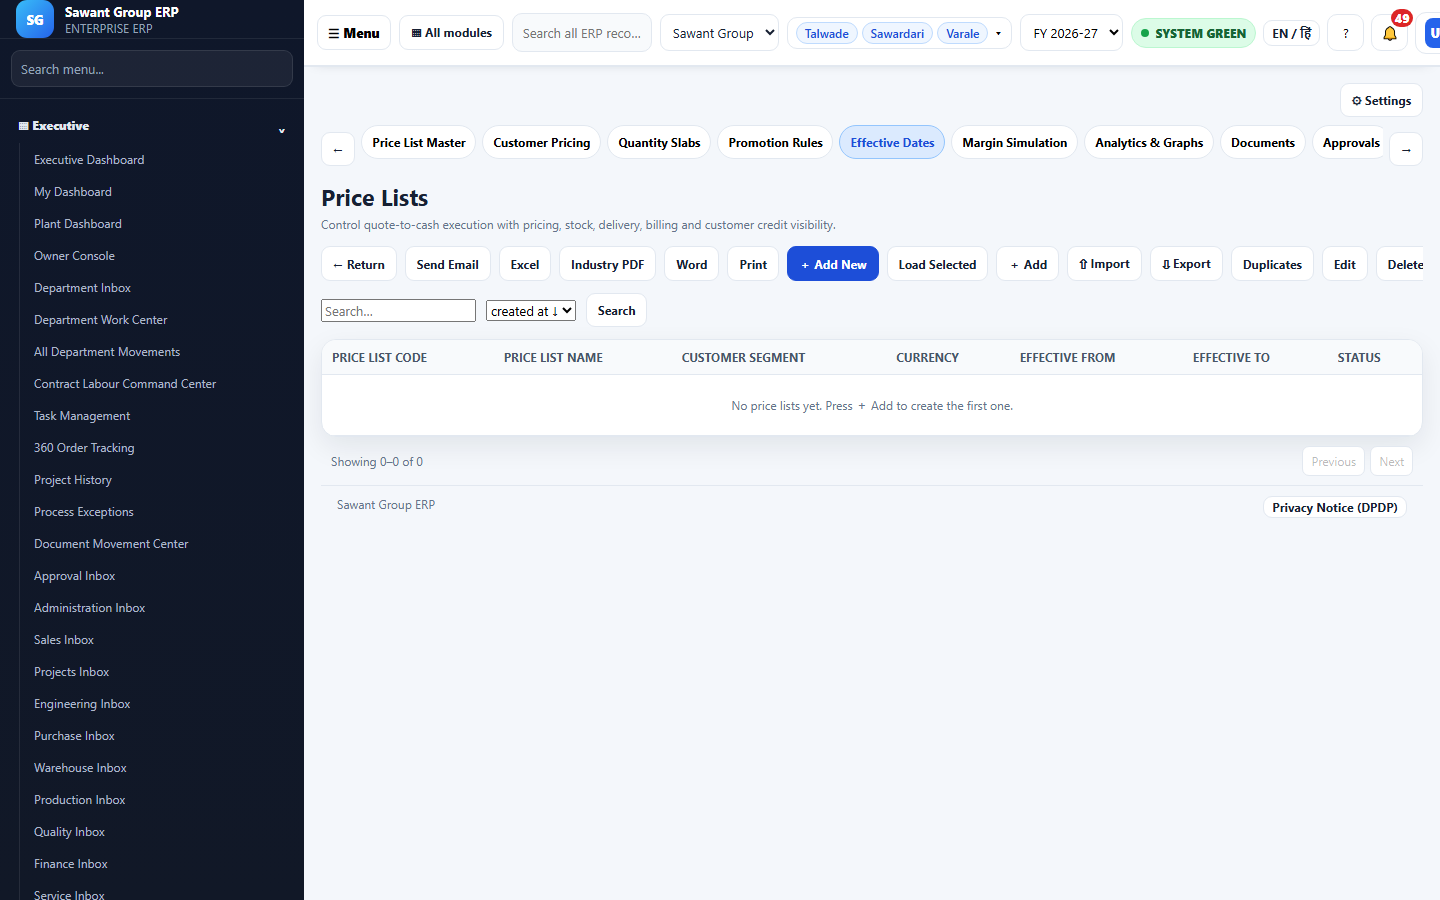 SG
Sawant Group ERP
ENTERPRISE ERP
Search menu...
Executive
Executive Dashboard
My Dashboard
Plant Dashboard
Owner Console
Department Inbox
Department Work Center
All Department Movements
Contract Labour Command Center
Task Management
360 Order Tracking
Project History
Process Exceptions
Document Movement Center
Approval Inbox
Administration Inbox
Sales Inbox
Projects Inbox
Engineering Inbox
Purchase Inbox
Warehouse Inbox
Production Inbox
Quality Inbox
Finance Inbox
Service Inbox
☰ Menu
All modules
Search all ERP reco...
Sawant Group
Talwade
Sawardari
Varale
FY 2026-27
SYSTEM GREEN
EN / हिं
?
49
U
⚙ Settings
←
Price List Master
Customer Pricing
Quantity Slabs
Promotion Rules
Effective Dates
Margin Simulation
Analytics & Graphs
Documents
Approvals
→
Price Lists
Control quote-to-cash execution with pricing, stock, delivery, billing and customer credit visibility.
← Return
Send Email
Excel
Industry PDF
Word
Print
+ Add New
Load Selected
+ Add
⇧ Import
⇩ Export
Duplicates
Edit
Delete
Search...
created at ↓
Search
PRICE LIST CODE
PRICE LIST NAME
CUSTOMER SEGMENT
CURRENCY
EFFECTIVE FROM
EFFECTIVE TO
STATUS
No price lists yet. Press + Add to create the first one.
Showing 0–0 of 0
Previous
Next
Sawant Group ERP
Privacy Notice (DPDP)